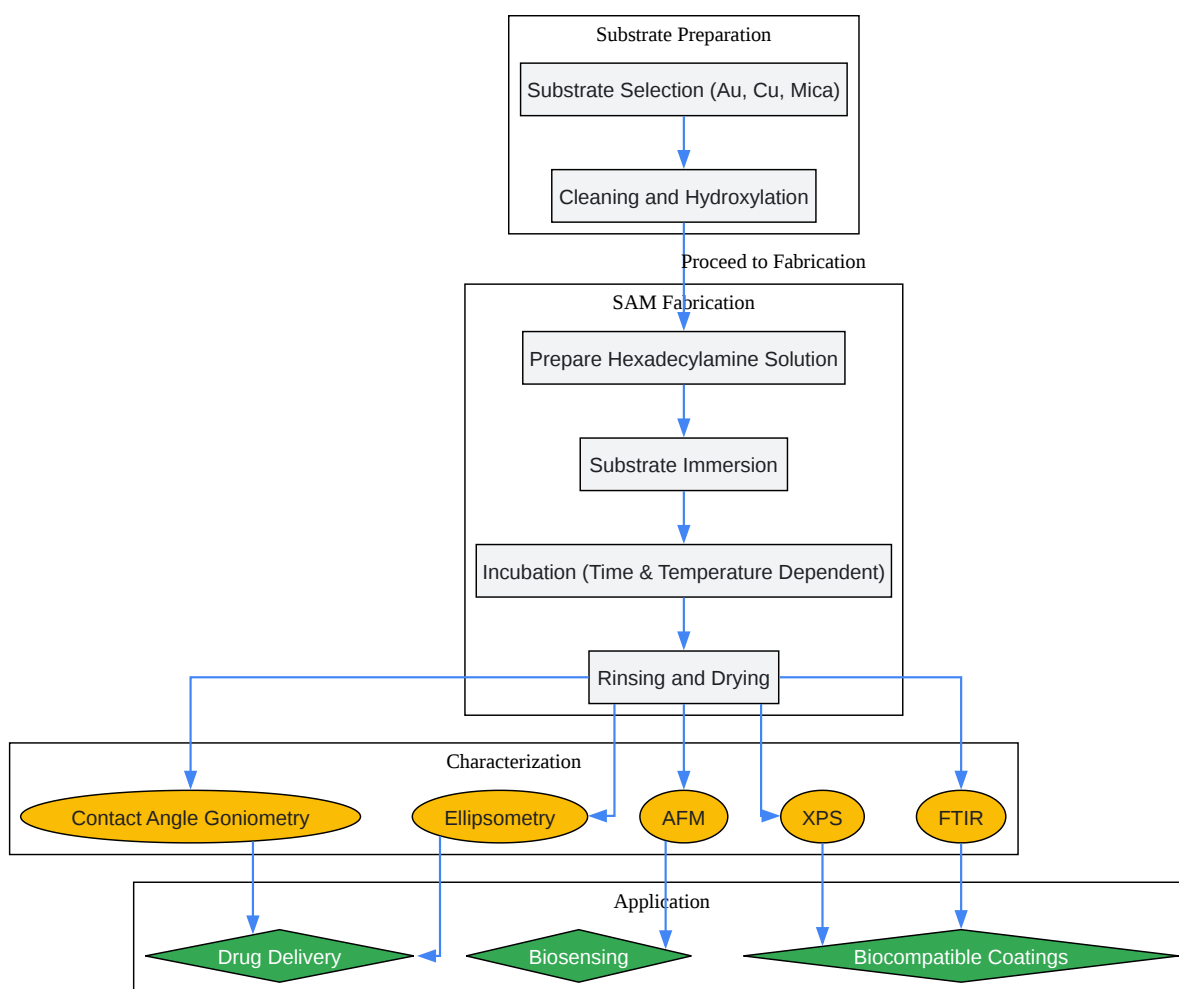 Substrate Preparation
Substrate Selection (Au, Cu, Mica)
Cleaning and Hydroxylation
Proceed to Fabrication
SAM Fabrication
Prepare Hexadecylamine Solution
Substrate Immersion
Incubation (Time & Temperature Dependent)
Rinsing and Drying
Characterization
Contact Angle Goniometry
Ellipsometry
AFM
XPS
FTIR
Application
Drug Delivery
Biosensing
Biocompatible Coatings